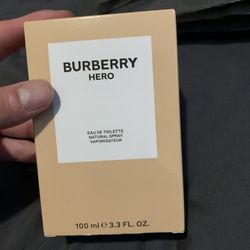 BURBERRY
HERO
EAU DE TOILETTE
NATURAL SPRAY
VAPORISATEUR
100 ml ℮ 3.3 FL. OZ.